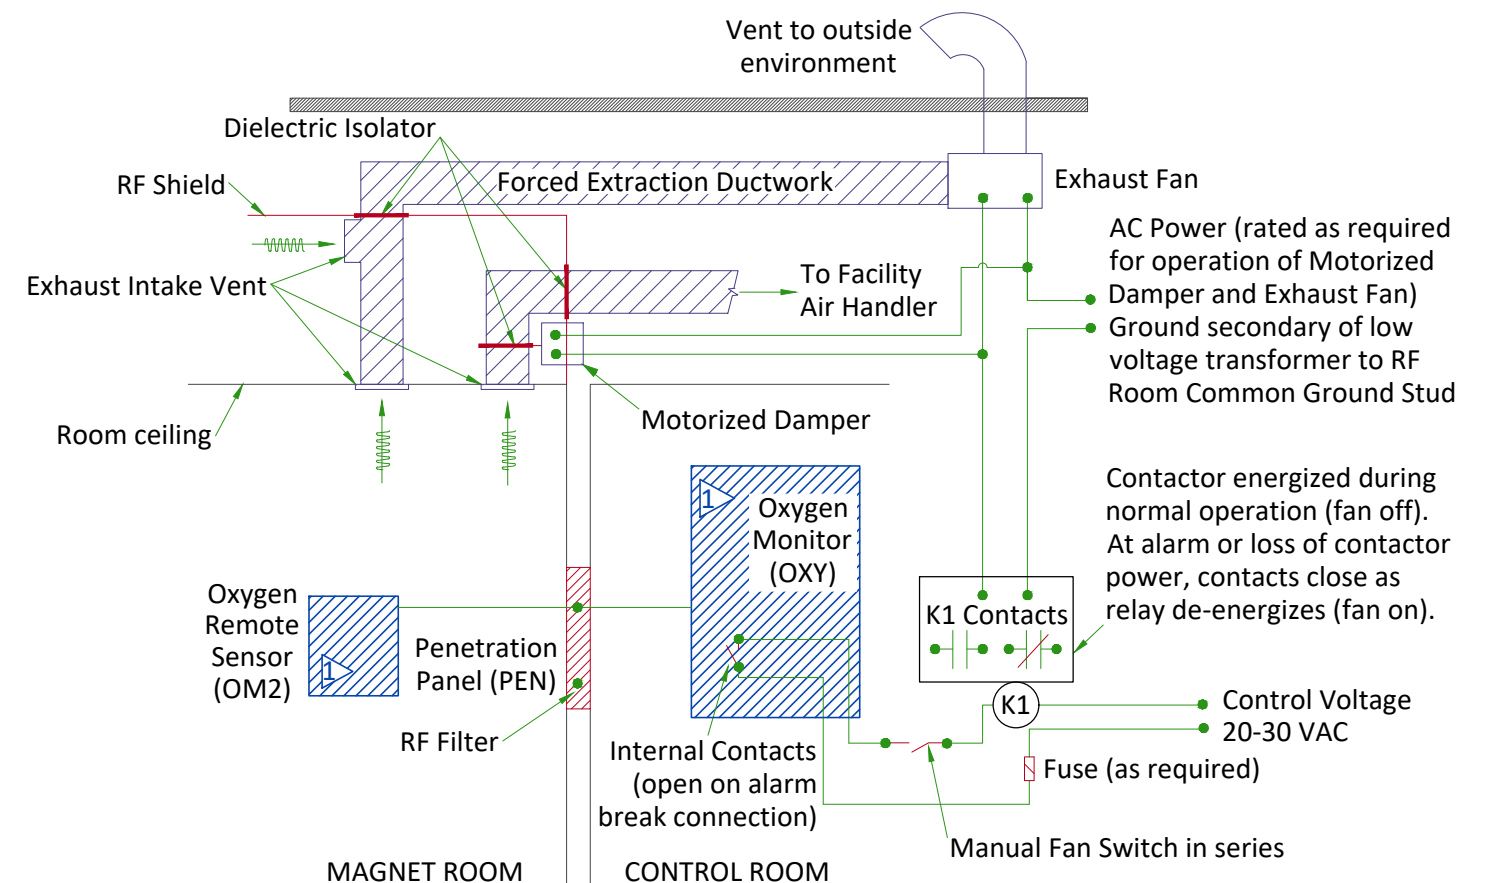 Vent to outside
environment
Dielectric Isolator
RF Shield
Forced Extraction Ductwork
Exhaust Fan
AC Power (rated as required
for operation of Motorized
Damper and Exhaust Fan)
Ground secondary of low
voltage transformer to RF
Room Common Ground Stud
Exhaust Intake Vent
To Facility
Air Handler
Room ceiling
Motorized Damper
Contactor energized during
normal operation (fan off).
At alarm or loss of contactor
power, contacts close as
relay de-energizes (fan on).
1
Oxygen
Monitor
(OXY)
Oxygen
Remote
Sensor
(OM2)
1
Penetration
Panel (PEN)
K1 Contacts
K1
Control Voltage
20-30 VAC
RF Filter
Internal Contacts
(open on alarm
break connection)
Fuse (as required)
Manual Fan Switch in series
MAGNET ROOM
CONTROL ROOM